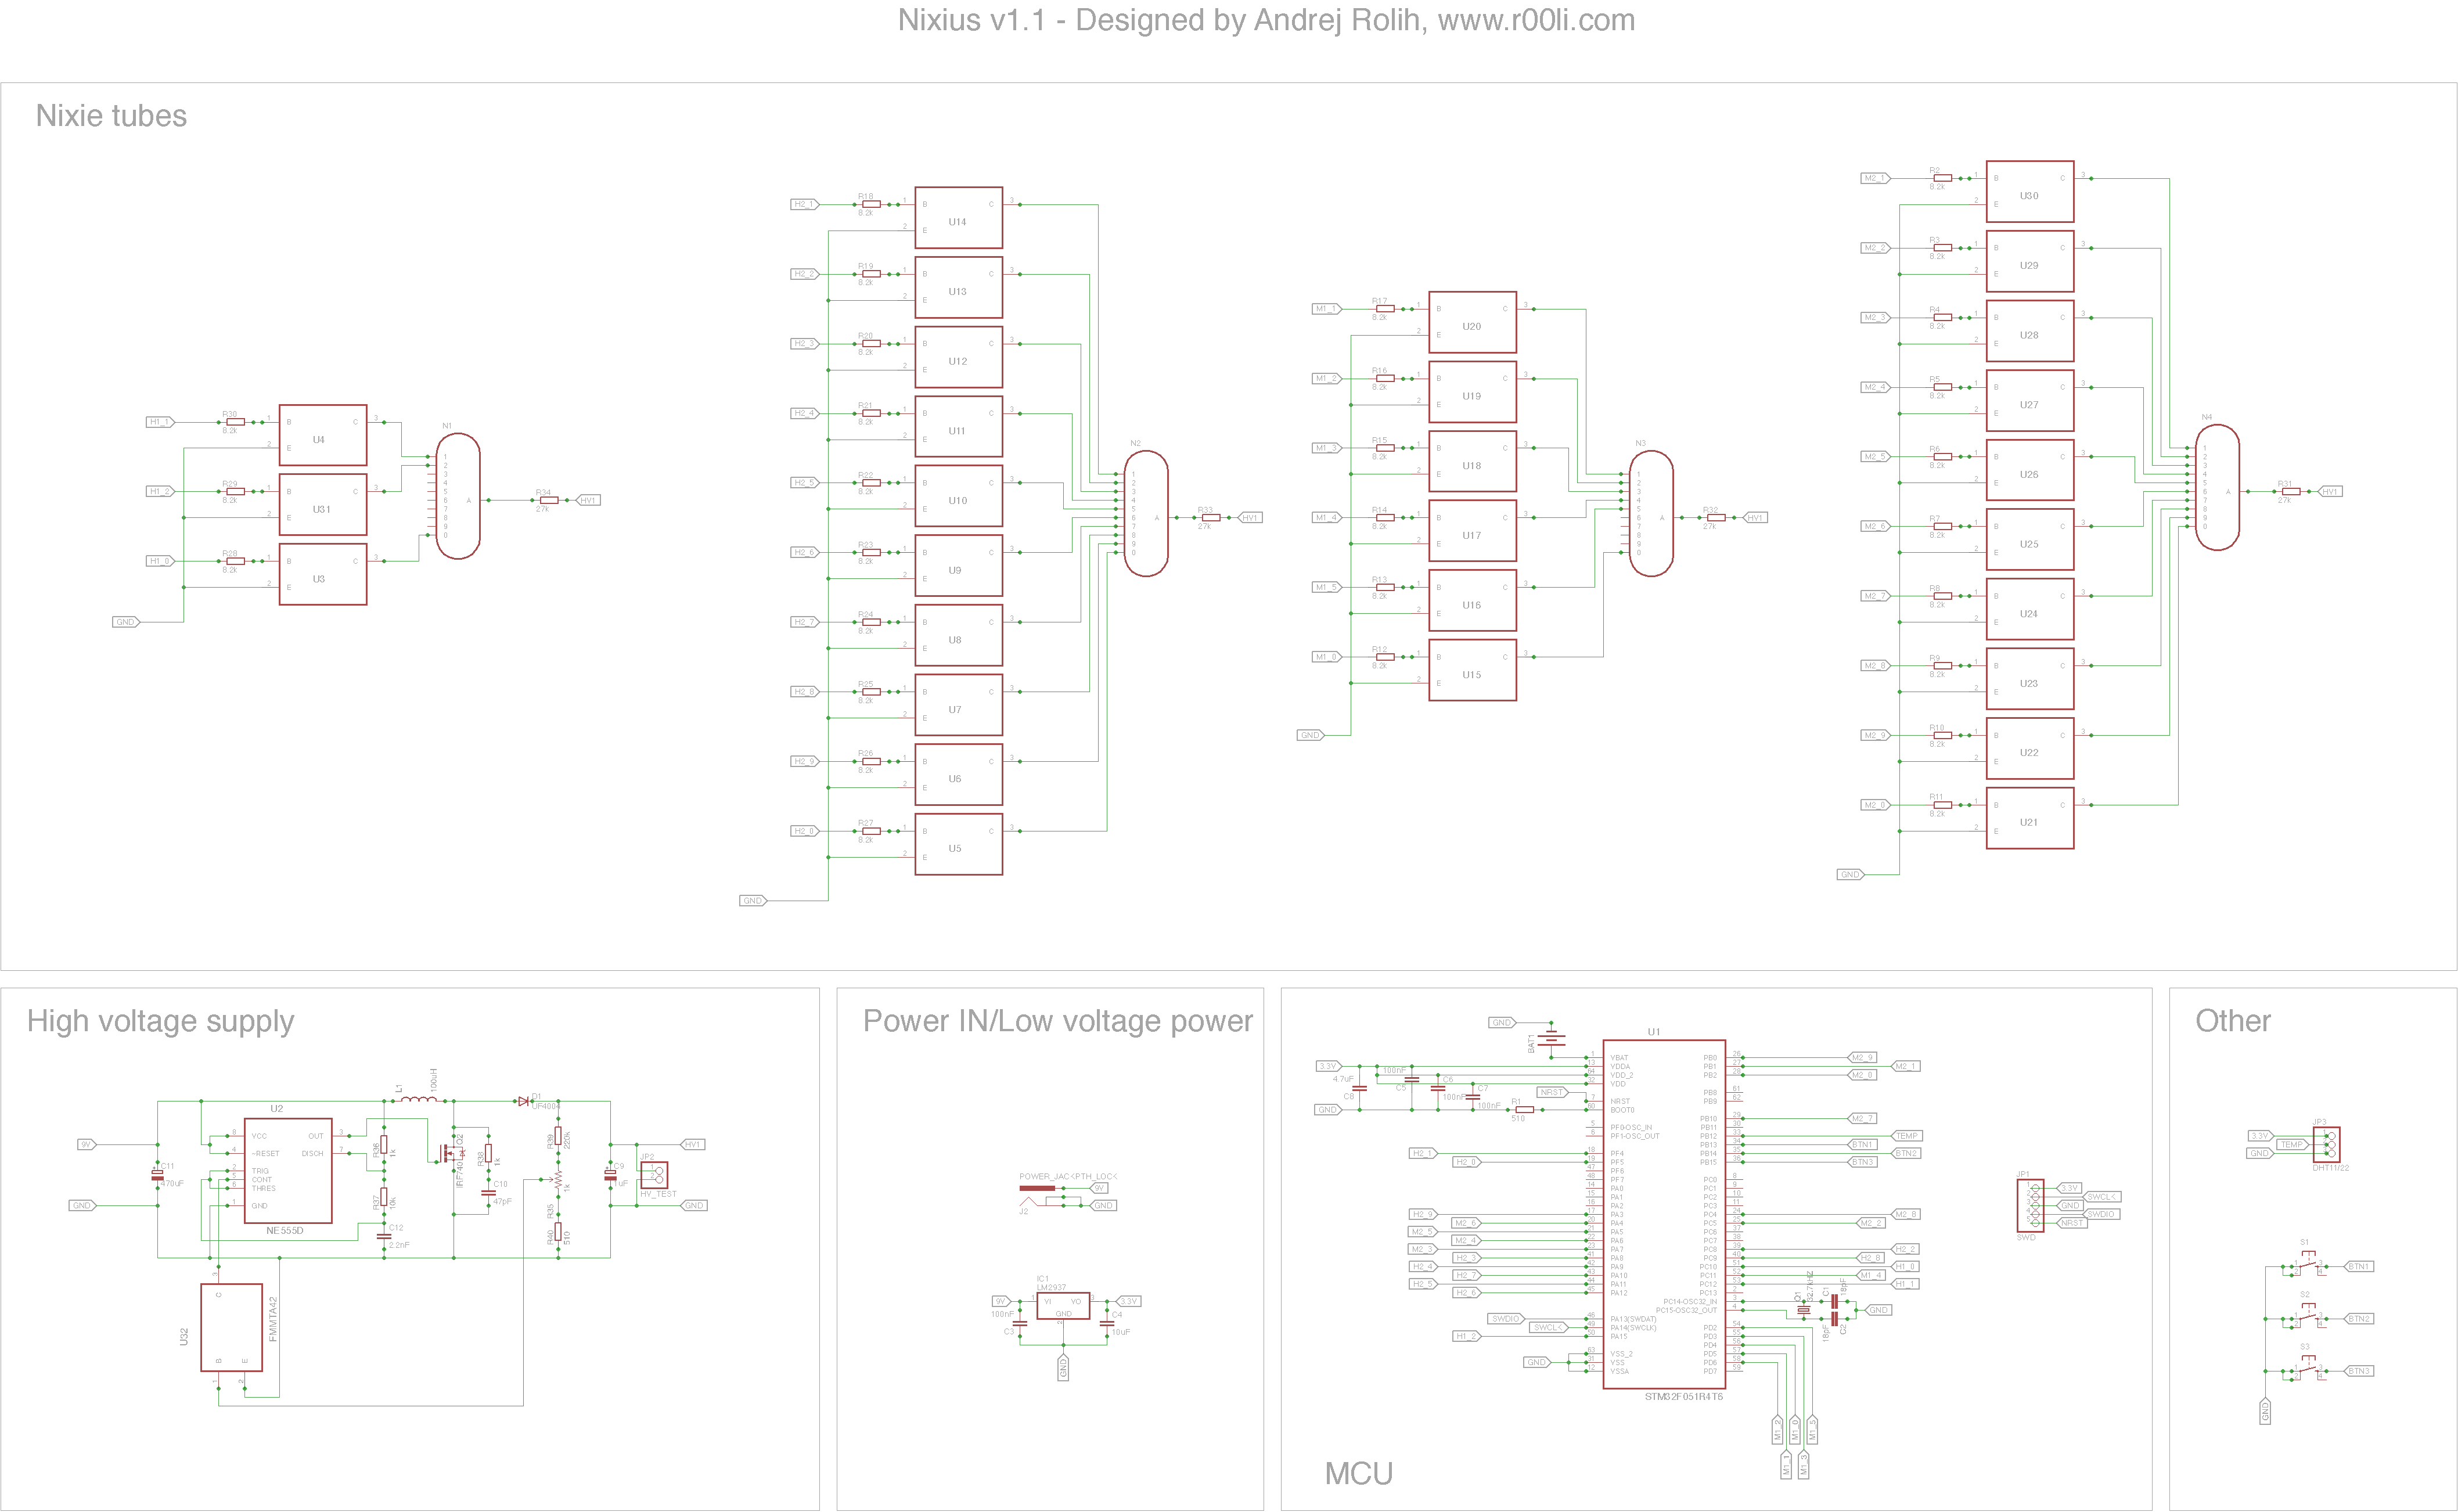 Nixius v1.1 - Designed by Andrej Rolih, www.r00li.com
Nixie tubes
H1_1
R30
8.2k
U4
H1_2
R29
8.2k
U31
H1_0
R28
8.2k
U3
GND
N1
R34
27k
HV1
H2_1
R18
8.2k
U14
H2_2
R19
8.2k
U13
H2_3
R20
8.2k
U12
H2_4
R21
8.2k
U11
H2_5
R22
8.2k
U10
H2_6
R23
8.2k
U9
H2_7
R24
8.2k
U8
H2_8
R25
8.2k
U7
H2_9
R26
8.2k
U6
H2_0
R27
8.2k
U5
GND
N2
R33
27k
HV1
M1_1
R17
8.2k
U20
M1_2
R16
8.2k
U19
M1_3
R15
8.2k
U18
M1_4
R14
8.2k
U17
M1_5
R13
8.2k
U16
M1_0
R12
8.2k
U15
GND
N3
R32
27k
HV1
M2_1
R2
8.2k
U30
M2_2
R3
8.2k
U29
M2_3
R4
8.2k
U28
M2_4
R5
8.2k
U27
M2_5
R6
8.2k
U26
M2_6
R7
8.2k
U25
M2_7
R8
8.2k
U24
M2_8
R9
8.2k
U23
M2_9
R10
8.2k
U22
M2_0
R11
8.2k
U21
GND
N4
R31
27k
HV1
High voltage supply
9V
GND
C11
470uF
U2
VCC
-RESET
TRIG
CONT
THRES
GND
OUT
DISCH
NE555D
L1
100uH
R36
1k
R37
10k
C12
2.2nF
Q2
R38
1k
C10
47pF
D1
UF4004
R39
220k
R35
1k
R40
510
C9
1uF
JP2
HV_TEST
HV1
GND
U32
FMMTA42
Power IN/Low voltage power
POWER_JAC<PTH_LOC<
J2
9V
GND
IC1
LM2937
VI
VO
GND
9V
3.3V
100nF
C3
C4
10uF
GND
MCU
GND
BAT1
3.3V
4.7uF
C8
100nF
C5
C6
100nF
C7
100nF
NRST
GND
R1
510
U1
VBAT
VDDA
VDD_2
VDD
NRST
BOOT0
PF0-OSC_IN
PF1-OSC_OUT
PF4
PF5
PF6
PF7
PA0
PA1
PA2
PA3
PA4
PA5
PA6
PA7
PA8
PA9
PA10
PA11
PA12
PA13(SWDAT)
PA14(SWCLK)
PA15
VSS_2
VSS
VSSA
PB0
PB1
PB2
PB8
PB9
PB10
PB11
PB12
PB13
PB14
PB15
PC0
PC1
PC2
PC3
PC4
PC5
PC6
PC7
PC8
PC9
PC10
PC11
PC12
PC13
PC14-OSC32_IN
PC15-OSC32_OUT
PD2
PD3
PD4
PD5
PD6
PD7
STM32F051R4T6
H2_1
H2_0
H2_9
M2_6
M2_5
M2_4
M2_3
H2_3
H2_4
H2_7
H2_5
H2_6
SWDIO
SWCL<
H1_2
GND
M2_9
M2_1
M2_0
M2_7
TEMP
BTN1
BTN2
BTN3
M2_8
M2_2
H2_2
H2_8
H1_0
M1_4
H1_1
Q1
32.7kHZ
C1
18pF
18pF
C2
GND
M1_2
M1_1
M1_0
M1_3
M1_5
JP1
SWD
3.3V
SWCL<
GND
SWDIO
NRST
Other
3.3V
TEMP
GND
JP3
DHT11/22
S1
BTN1
S2
BTN2
S3
BTN3
GND